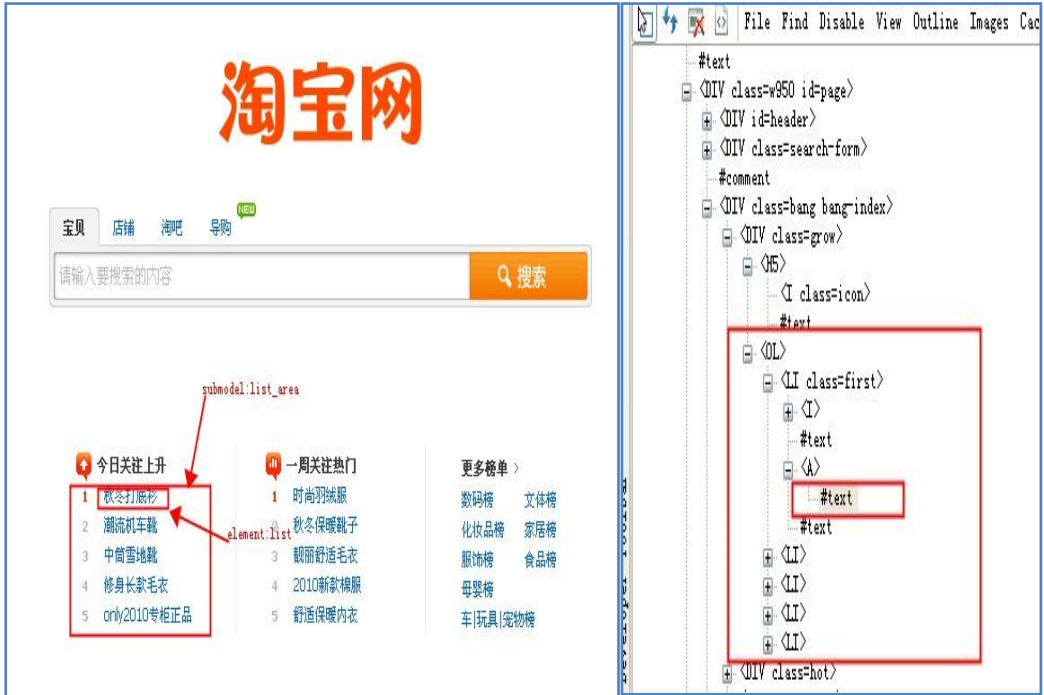 淘宝网
NEW
宝贝 店铺 淘吧 导购
请输入要搜索的内容
搜索
submodel:list_area
今日关注上升
1 秋冬打底衫
2 潮流机车靴
3 中筒雪地靴
4 修身长款毛衣
5 only2010专柜正品
element:list
一周关注热门
1 时尚羽绒服
秋冬保暖靴子
3 靓丽舒适毛衣
4 2010新款棉服
5 舒适保暖内衣
更多榜单 >
数码榜 文体榜
化妆品榜 家居榜
服饰榜 食品榜
母婴榜
车|玩具|宠物榜
File Find Disable View Outline Images Cac
#text
<DIV class=w950 id=page>
<DIV id=header>
<DIV class=search-form>
#comment
<DIV class=bang bang-index>
<DIV class=grow>
<H5>
<I class=icon>
#text
<OL>
<LI class=first>
<I>
#text
<A>
#text
#text
<LI>
<LI>
<LI>
<LI>
<DIV class=hot>